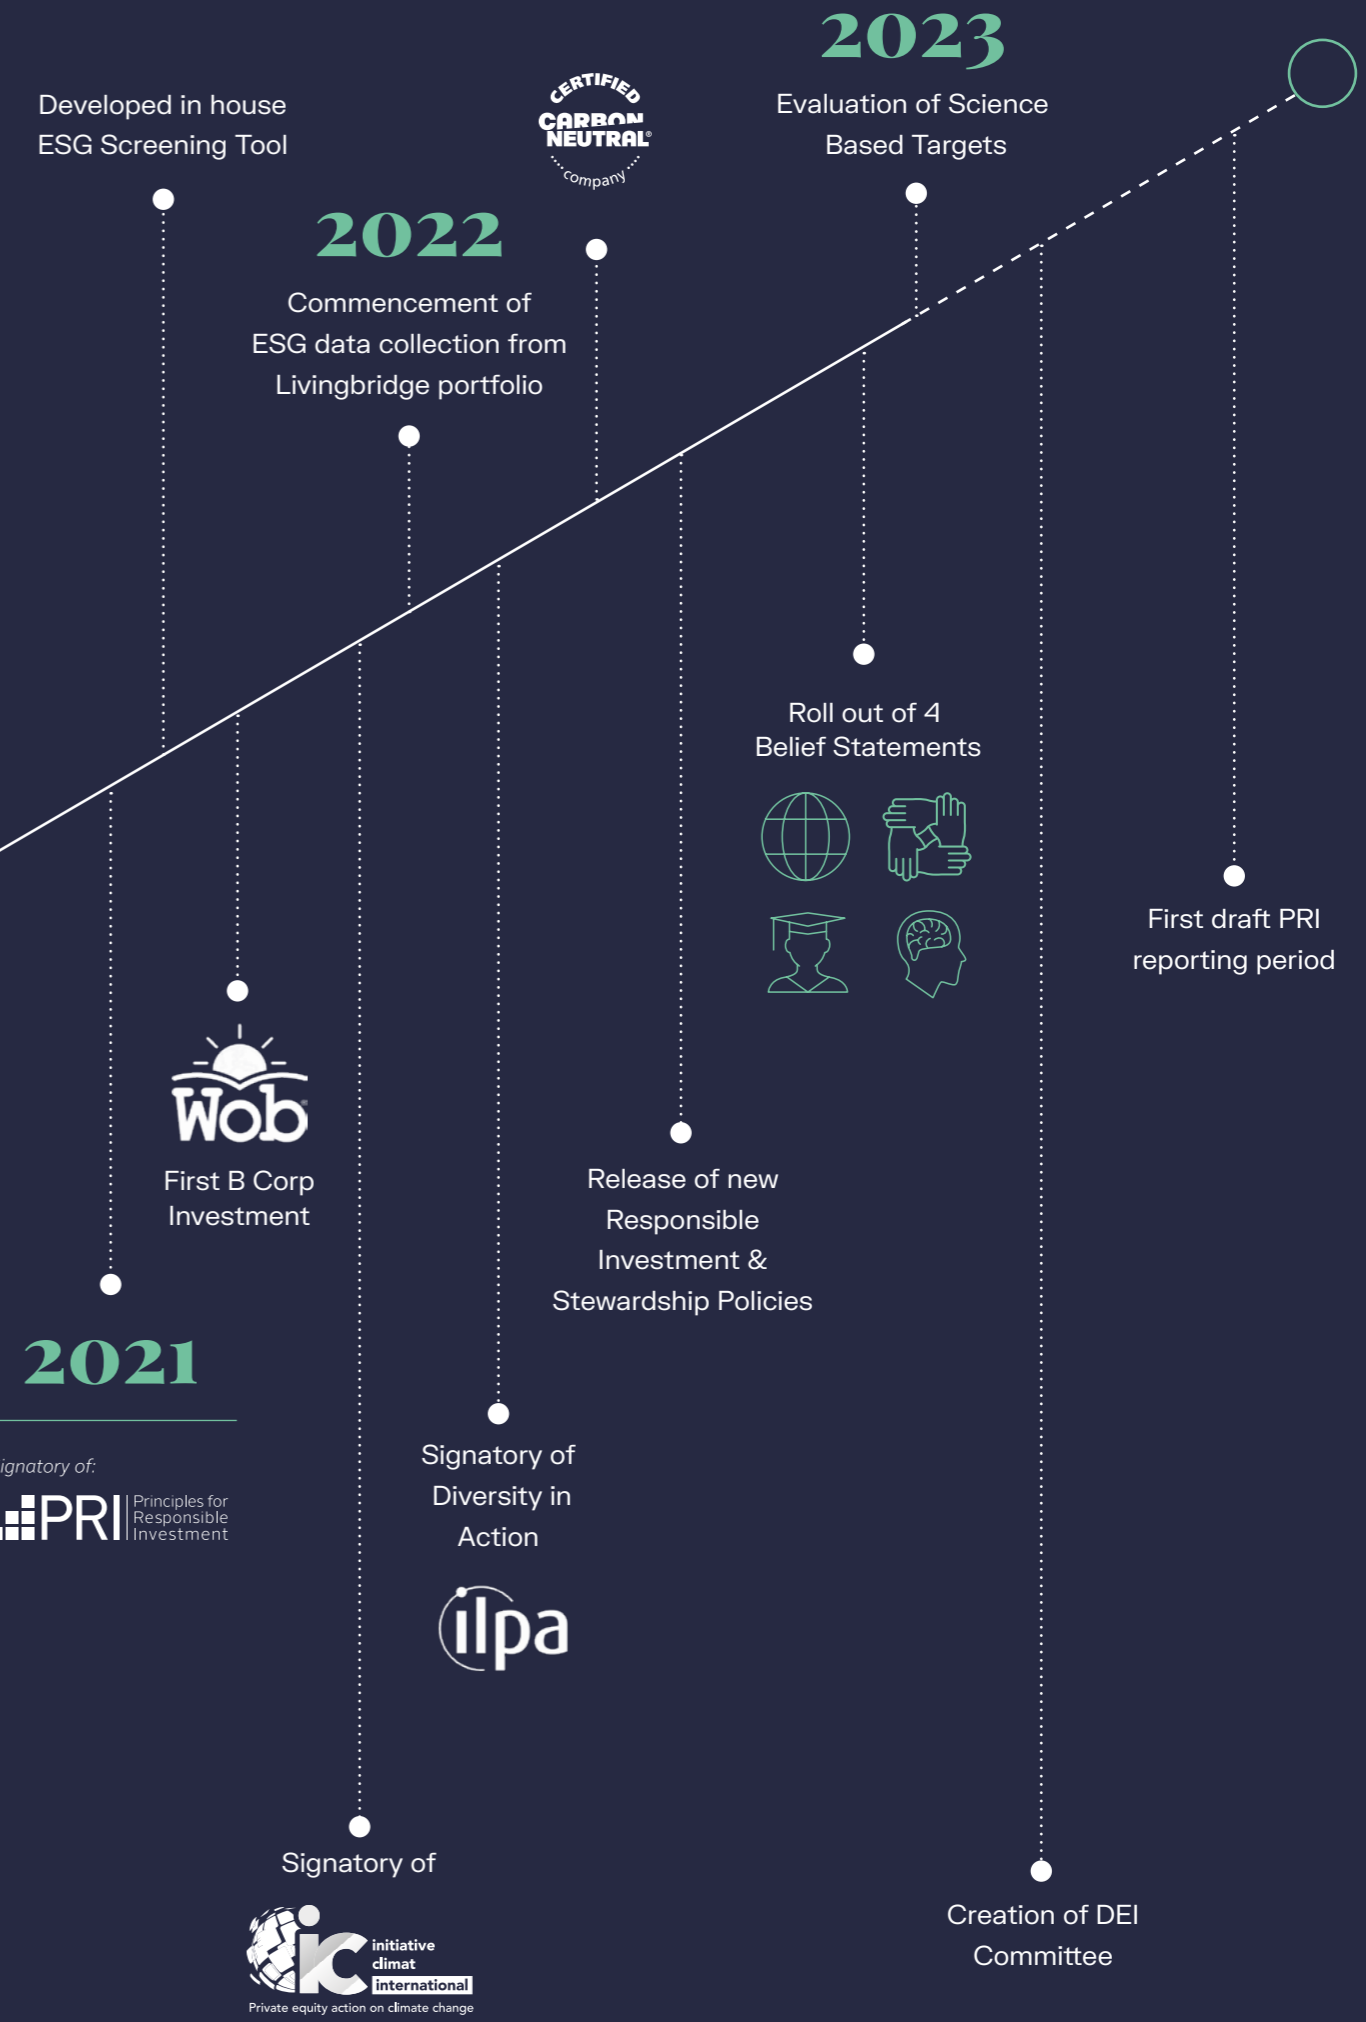 2023
Evaluation of Science
Based Targets
Developed in house
ESG Screening Tool
CERTIFIED
CARBON
NEUTRAL®
company
2022
Commencement of
ESG data collection from
Livingbridge portfolio
Roll out of 4
Belief Statements
First draft PRI
reporting period
Wob
First B Corp
Investment
Release of new
Responsible
Investment &
Stewardship Policies
2021
ignatory of:
PRI
Principles for
Responsible
Investment
Signatory of
Diversity in
Action
ilpa
Signatory of
ic
initiative
climat
international
Private equity action on climate change
Creation of DEI
Committee